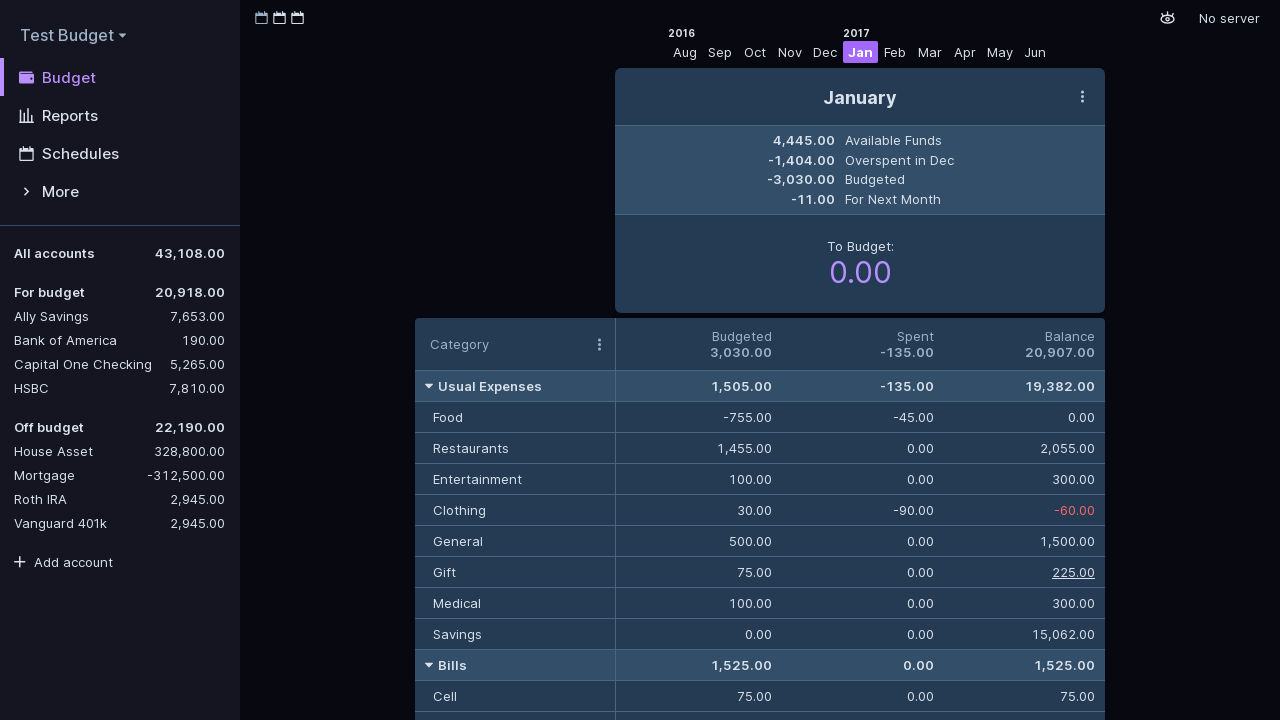 Test Budget
Budget
Reports
Schedules
More
All accounts 43,108.00
For budget 20,918.00
Ally Savings 7,653.00
Bank of America 190.00
Capital One Checking 5,265.00
HSBC 7,810.00
Off budget 22,190.00
House Asset 328,800.00
Mortgage -312,500.00
Roth IRA 2,945.00
Vanguard 401k 2,945.00
Add account
No server
2016 2017
Aug Sep Oct Nov Dec Jan Feb Mar Apr May Jun
January
4,445.00 Available Funds
-1,404.00 Overspent in Dec
-3,030.00 Budgeted
-11.00 For Next Month
To Budget:
0.00
Category
Budgeted Spent Balance
3,030.00 -135.00 20,907.00
Usual Expenses 1,505.00 -135.00 19,382.00
Food -755.00 -45.00 0.00
Restaurants 1,455.00 0.00 2,055.00
Entertainment 100.00 0.00 300.00
Clothing 30.00 -90.00 -60.00
General 500.00 0.00 1,500.00
Gift 75.00 0.00 225.00
Medical 100.00 0.00 300.00
Savings 0.00 0.00 15,062.00
Bills 1,525.00 0.00 1,525.00
Cell 75.00 0.00 75.00